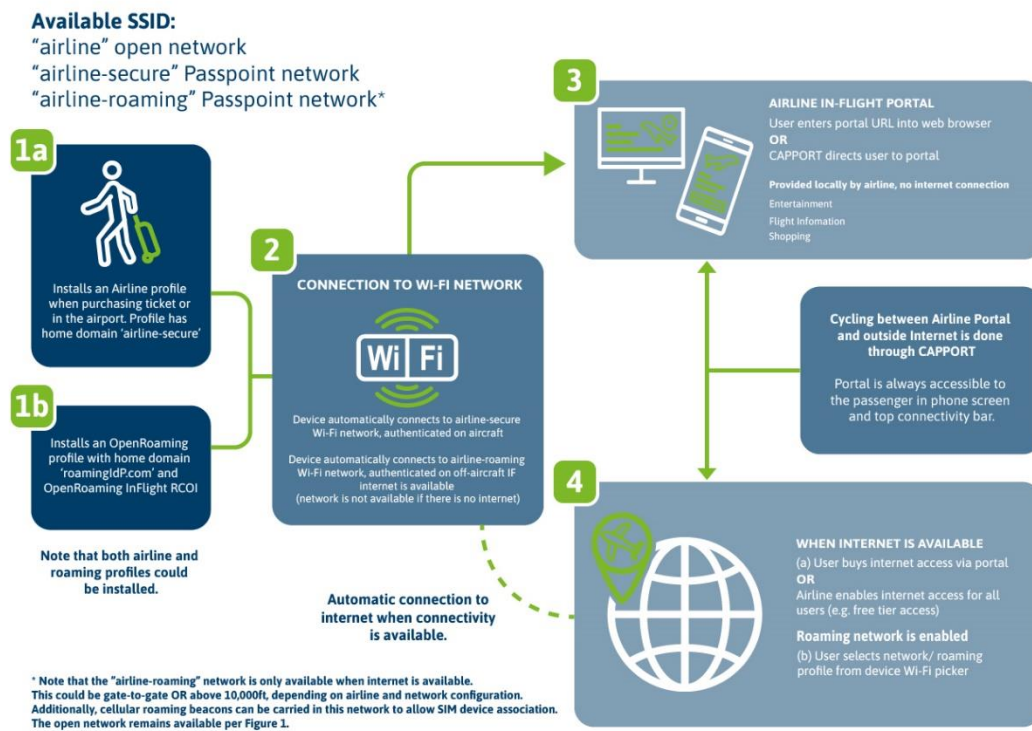 Available SSID:
“airline” open network
“airline-secure” Passpoint network
“airline-roaming” Passpoint network*
1a
Installs an Airline profile
when purchasing ticket or
in the airport. Profile has
home domain ‘airline-secure’
1b
Installs an OpenRoaming
profile with home domain
‘roamingIdP.com’ and
OpenRoaming InFlight RCOI
Note that both airline and
roaming profiles could
be installed.
2
CONNECTION TO WI-FI NETWORK
Wi Fi
Device automatically connects to airline-secure
Wi-Fi network, authenticated on aircraft
Device automatically connects to airline-roaming
Wi-Fi network, authenticated on off-aircraft IF
internet is available
(network is not available if there is no internet)
Automatic connection to
internet when connectivity
is available.
3
AIRLINE IN-FLIGHT PORTAL
User enters portal URL into web browser
OR
CAPPORT directs user to portal
Provided locally by airline, no internet connection
Entertainment
Flight Infomation
Shopping
Cycling between Airline Portal
and outside Internet is done
through CAPPORT
Portal is always accessible to
the passenger in phone screen
and top connectivity bar.
4
WHEN INTERNET IS AVAILABLE
(a) User buys internet access via portal
OR
Airline enables internet access for all
users (e.g. free tier access)
Roaming network is enabled
(b) User selects network/ roaming
profile from device Wi-Fi picker
* Note that the “airline-roaming” network is only available when internet is available.
This could be gate-to-gate OR above 10,000ft, depending on airline and network configuration.
Additionally, cellular roaming beacons can be carried in this network to allow SIM device association.
The open network remains available per Figure 1.